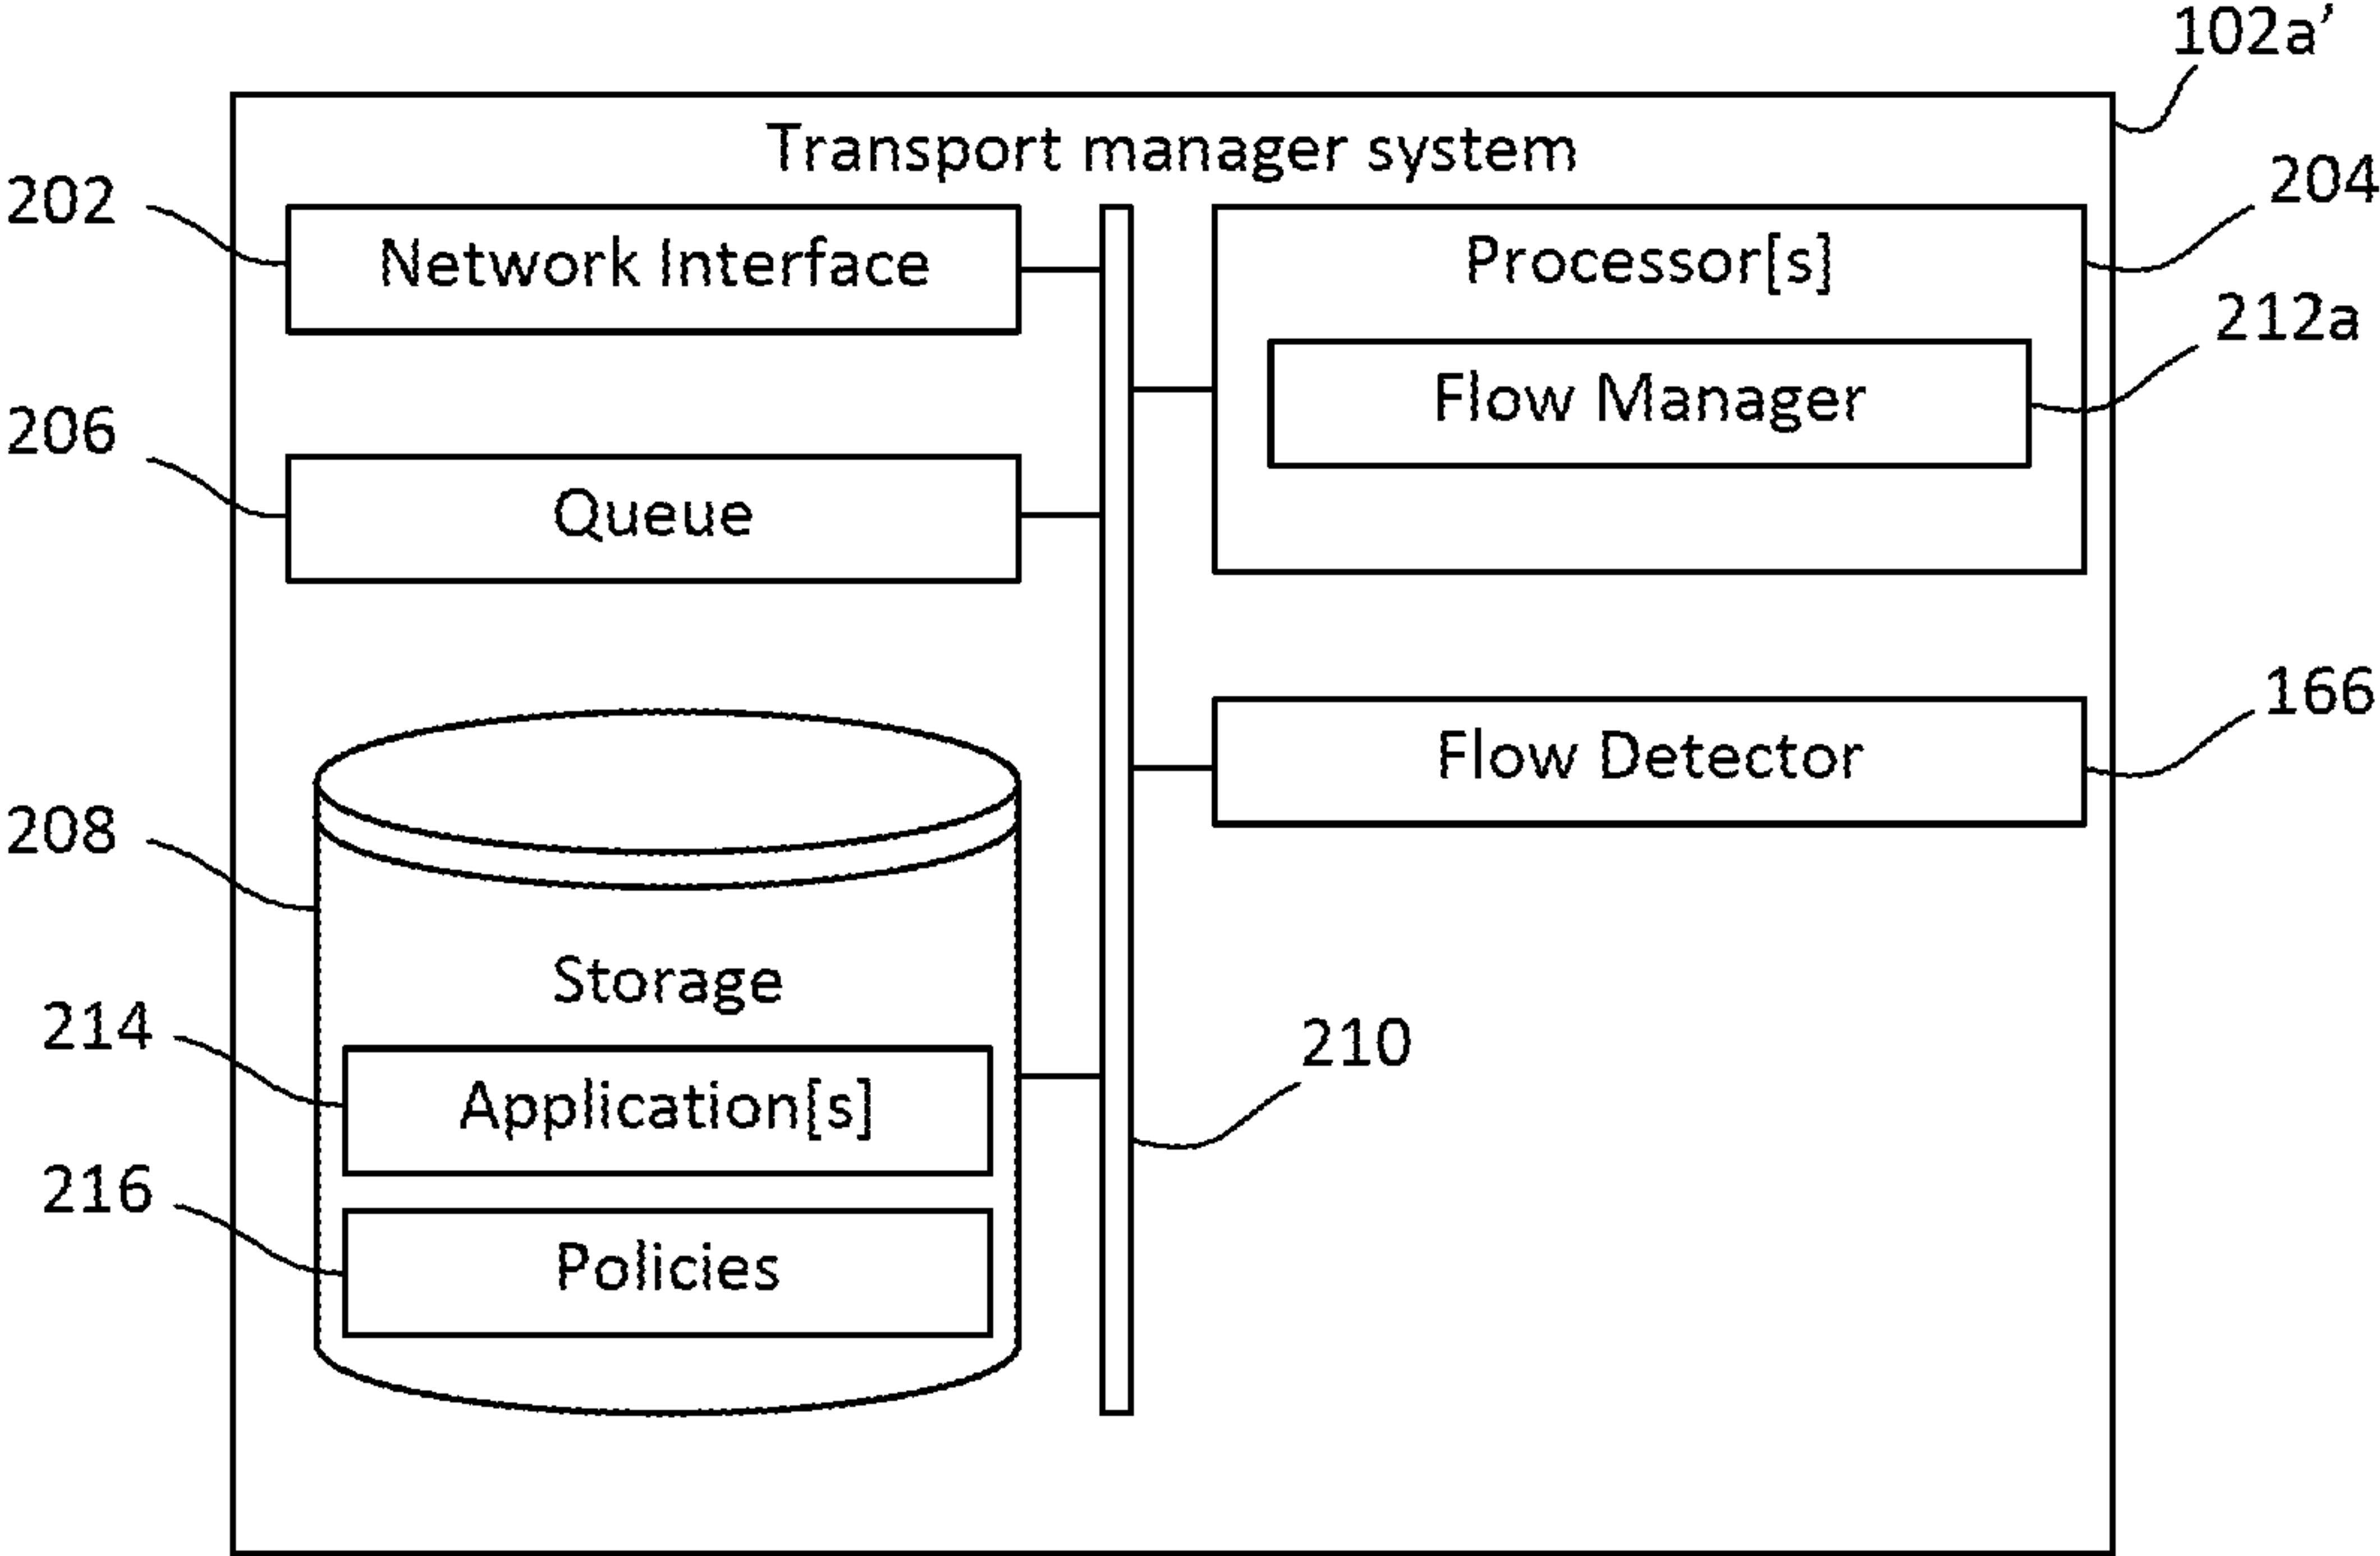 102a’
Transport manager system
202
Network Interface
Processor[s]
204
212a
Flow Manager
206
Queue
166
Flow Detector
208
Storage
214
Application[s]
210
216
Policies